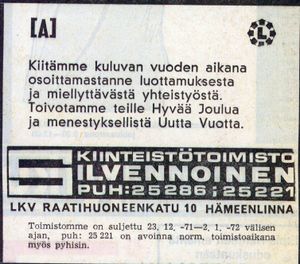 [A]
L
Kiitämme kuluvan vuoden aikana
osoittamastanne luottamuksesta
ja miellyttävästä yhteistyöstä.
Toivotamme teille Hyvää Joulua
ja menestyksellistä Uutta Vuotta.
KIINTEISTÖTOIMISTO
SILVENNOINEN
PUH: 25286; 25221
LKV RAATIHUONEENKATU 10 HÄMEENLINNA
Toimistomme on suljettu 23, 12, -71—2, 1, -72 välisen
ajan, puh: 25 221 on avoinna norm, toimistoaikana
myös pyhisin.